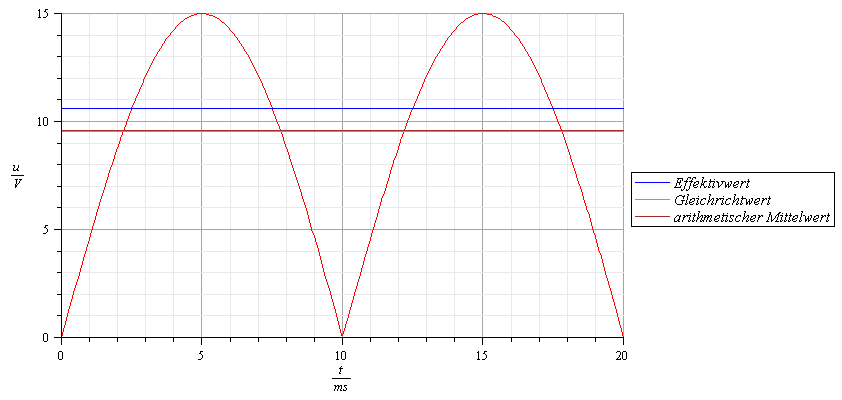 15
10
u
V
5
0
0
5
10
15
20
t
ms
Effektivwert
Gleichrichtwert
arithmetischer Mittelwert